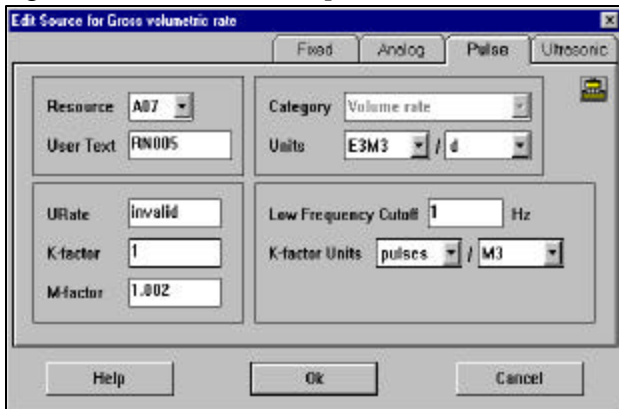 Edit Source for Gross volumetric rate
Fixed Analog Pulse Ultrasonic
Resource A07
User Text RN005
Category Volume rate
Units E3M3 / d
URate invalid
K-factor 1
M-factor 1.002
Low Frequency Cutoff 1 Hz
K-factor Units pulses / M3
Help Ok Cancel